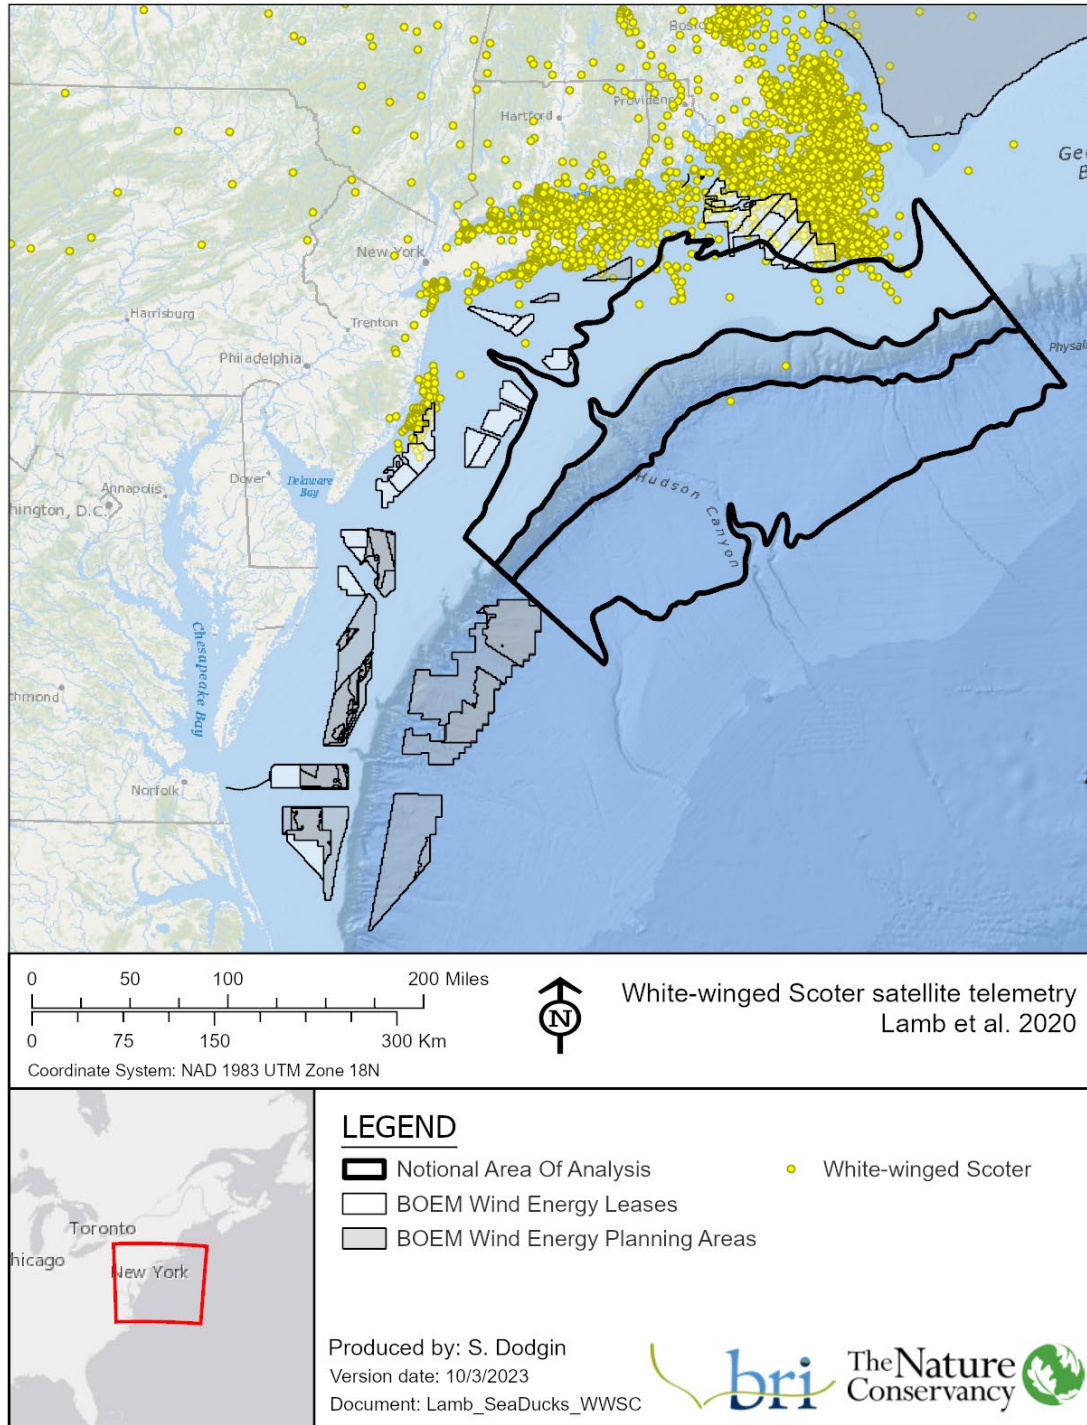 Boston
Providence
Hartford
New York
Harrisburg
Trenton
Philadelphia
Dover
Delaware
Bay
Annapolis
hington, D.C.
Chesapeake Bay
chmond
Norfolk
Hudson Canyon
Physal
0 50 100 200 Miles
0 75 150 300 Km
Coordinate System: NAD 1983 UTM Zone 18N
N
White-winged Scoter satellite telemetry
Lamb et al. 2020
Toronto
hicago
New York
LEGEND
Notional Area Of Analysis
BOEM Wind Energy Leases
BOEM Wind Energy Planning Areas
White-winged Scoter
Produced by: S. Dodgin
Version date: 10/3/2023
Document: Lamb_SeaDucks_WWSC
bri
The Nature
Conservancy